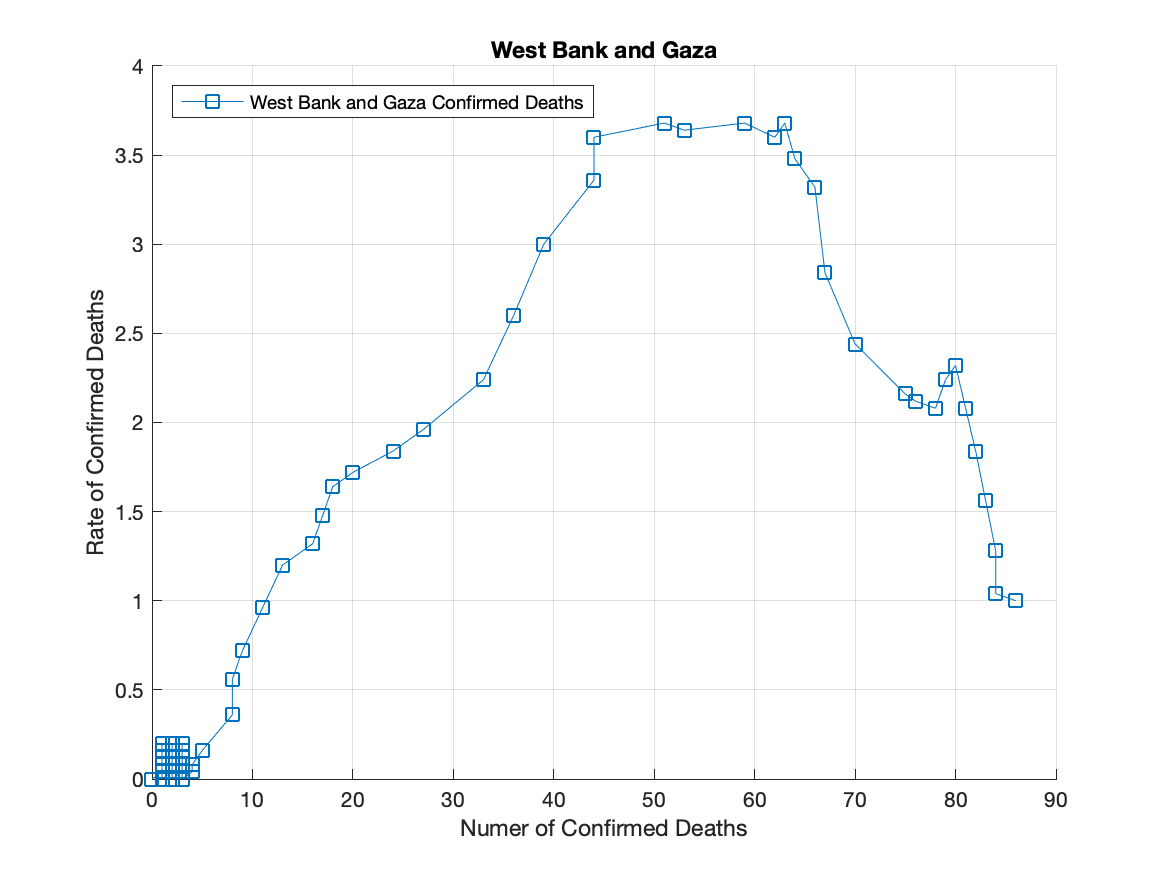 West Bank and Gaza
West Bank and Gaza Confirmed Deaths
4
3.5
3
2.5
2
1.5
1
0.5
0
Rate of Confirmed Deaths
0 10 20 30 40 50 60 70 80 90
Numer of Confirmed Deaths